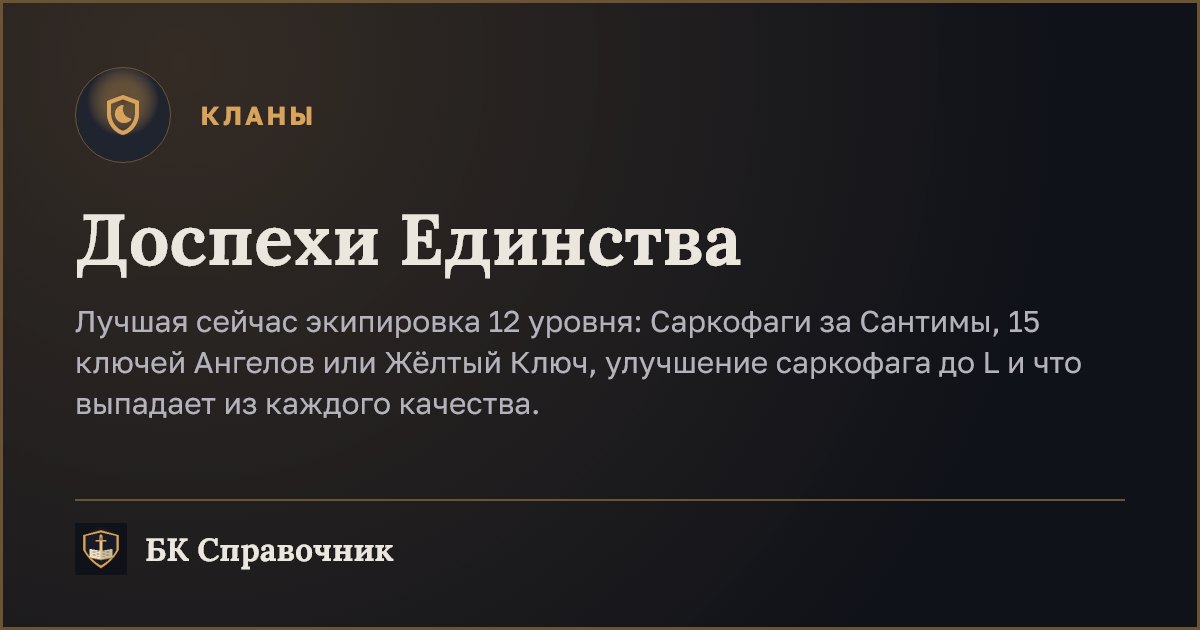 КЛАНЫ
Доспехи Единства
Лучшая сейчас экипировка 12 уровня: Саркофаги за Сантимы, 15
ключей Ангелов или Жёлтый Ключ, улучшение саркофага до L и что
выпадает из каждого качества.
БК Справочник